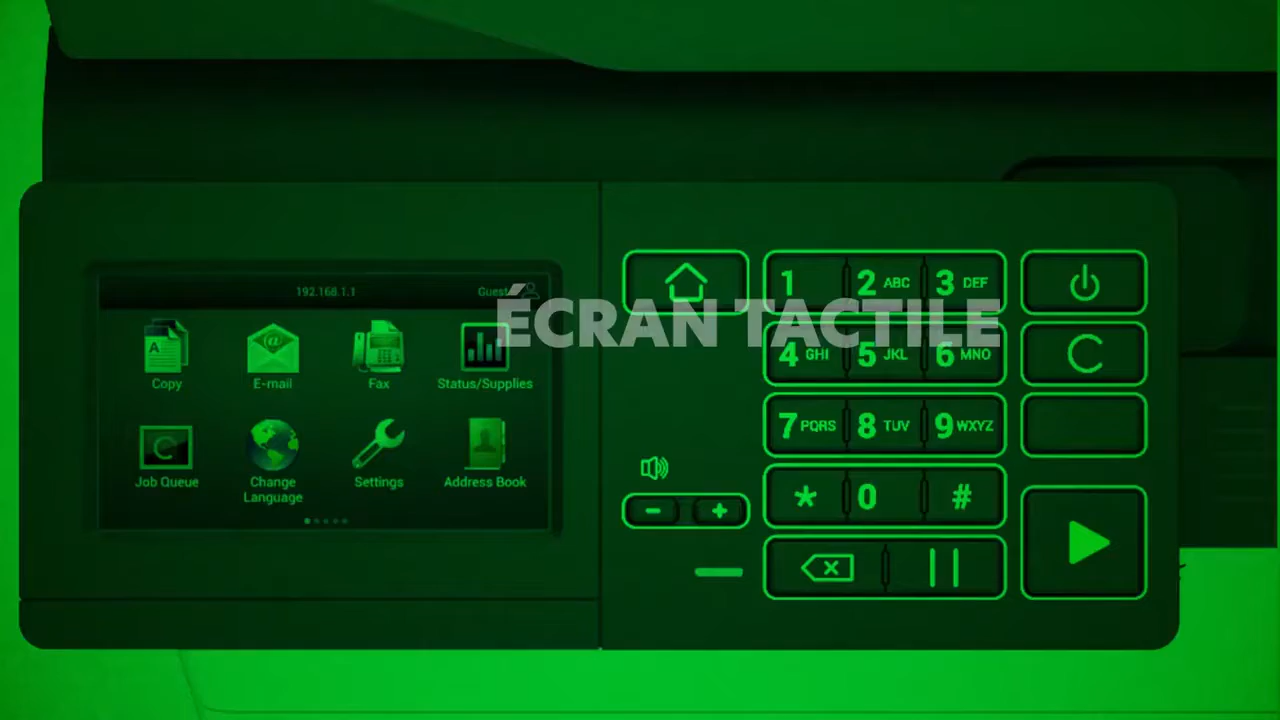 192.168.1.1
Guest
ÉCRAN TACTILE
Copy
E-mail
Fax
Status/Supplies
Job Queue
Change
Language
Settings
Address Book
1
2 ABC
3 DEF
4 GHI
5 JKL
6 MNO
7 PQRS
8 TUV
9 WXYZ
* 0 #
- +
C